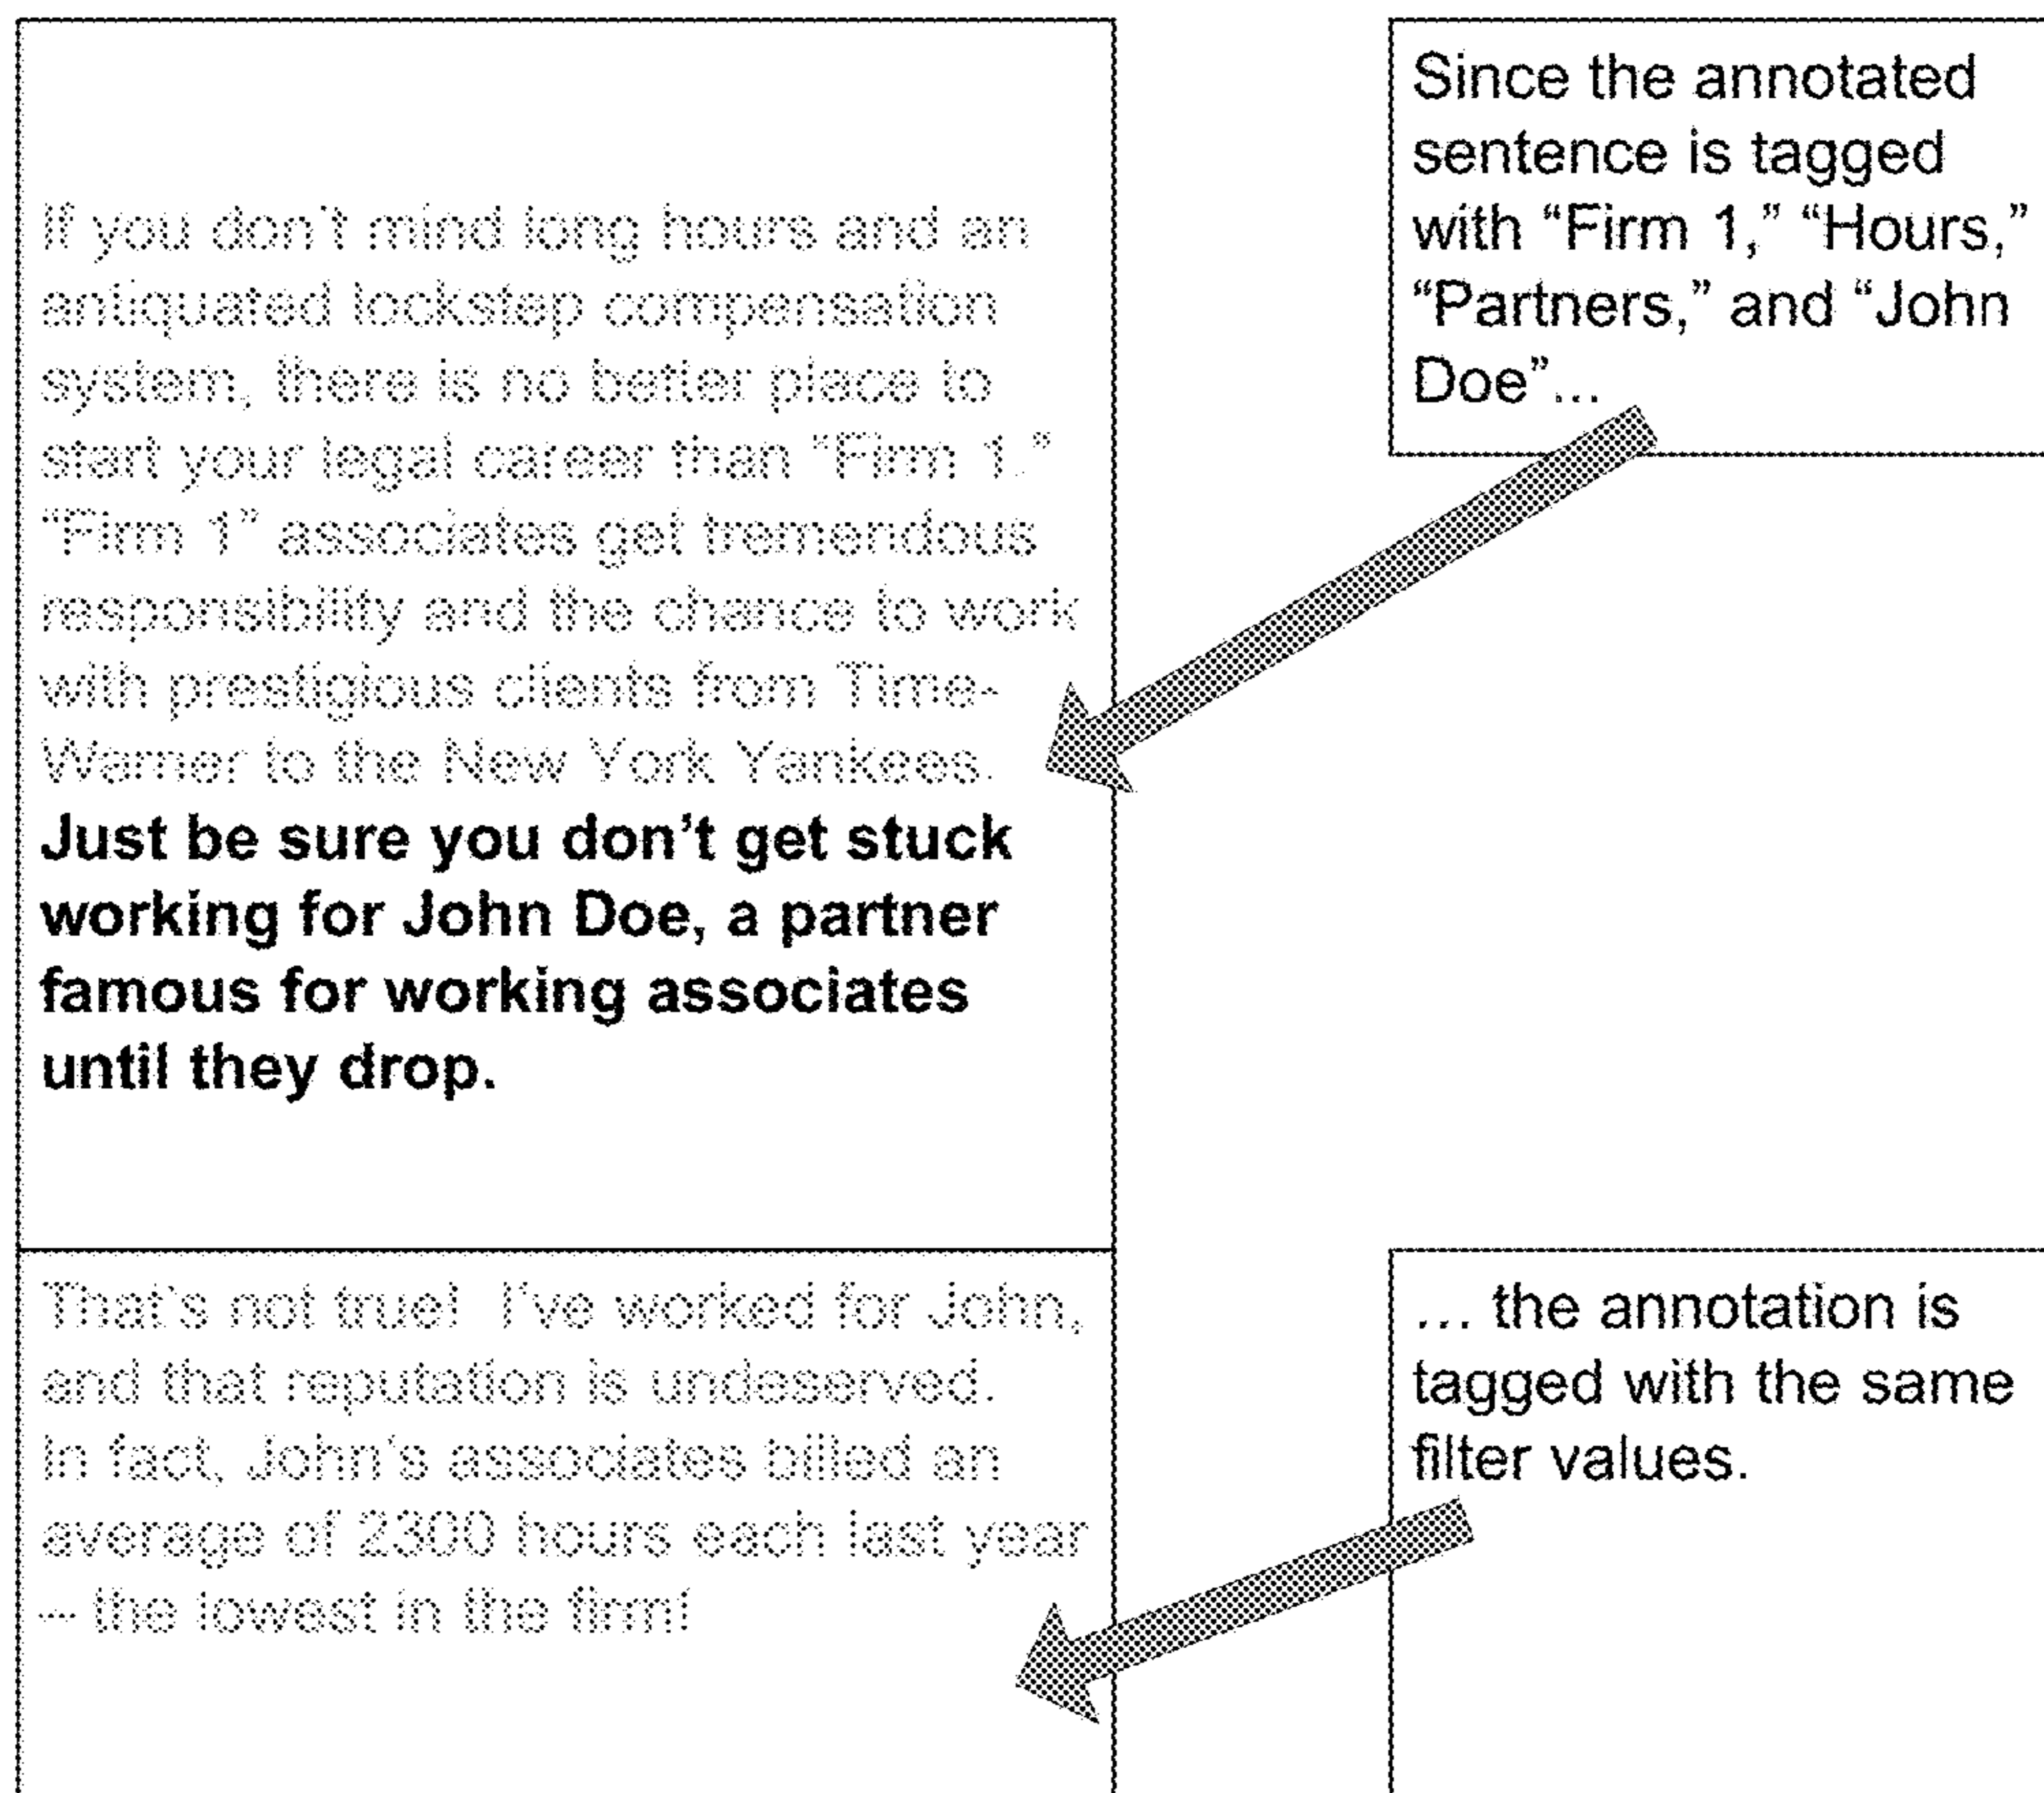 If you don't mind long hours and an
antiquated lockstep compensation
system, there is no better place to
start your legal career than "Firm 1."
"Firm 1" associates get tremendous
responsibility and the chance to work
with prestigious clients from Time-
Warner to the New York Yankees.
Just be sure you don't get stuck
working for John Doe, a partner
famous for working associates
until they drop.
Since the annotated
sentence is tagged
with “Firm 1,” “Hours,”
“Partners,” and “John
Doe”...
That's not true!  I've worked for John,
and that reputation is undeserved.
In fact, John's associates billed an
average of 2300 hours each last year
– the lowest in the firm!
... the annotation is
tagged with the same
filter values.